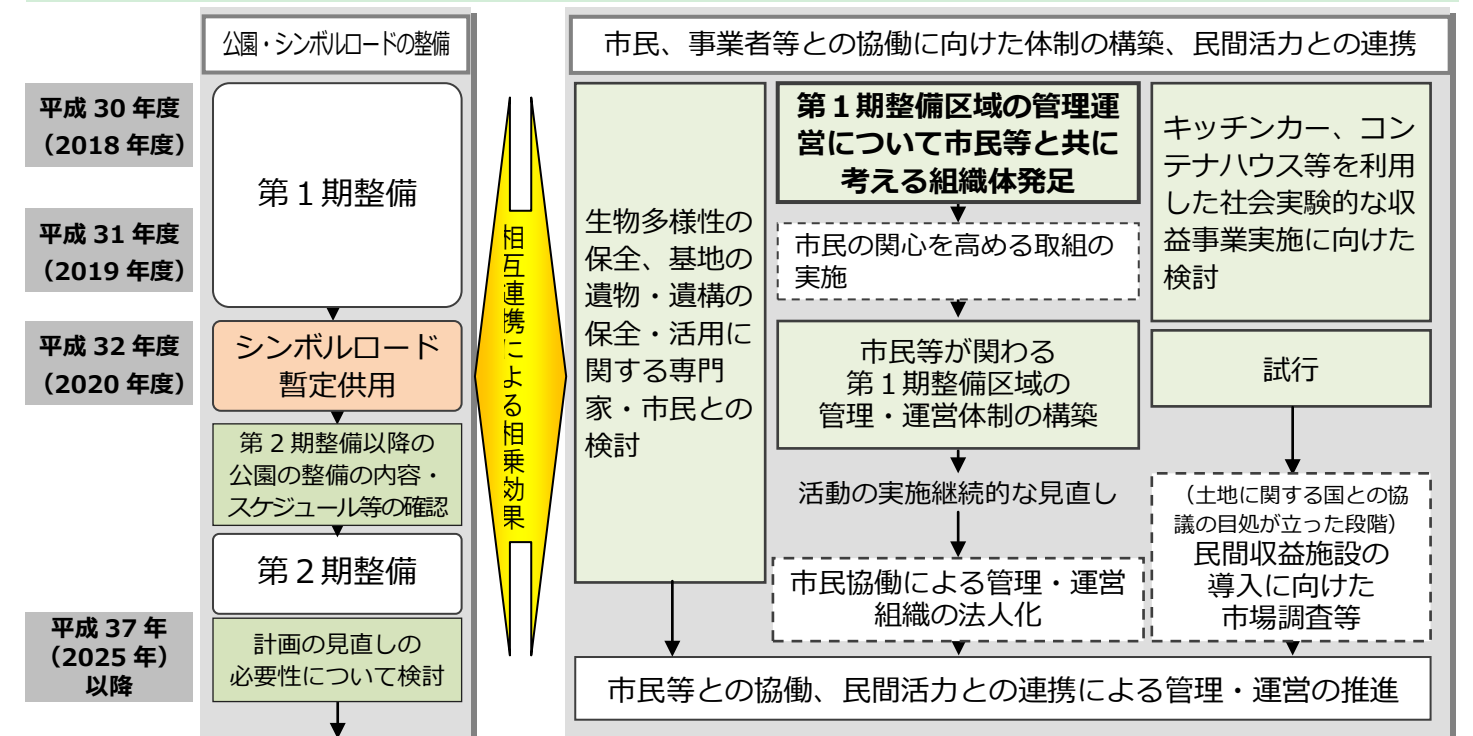 公園・シンボルロードの整備
市民、事業者等との協働に向けた体制の構築、民間活力との連携
平成 30 年度
（2018 年度）
平成 31 年度
（2019 年度）
平成 32 年度
（2020 年度）
平成 37 年
（2025 年）
以降
第１期整備
シンボルロード
暫定供用
第２期整備以降の
公園の整備の内容・
スケジュール等の確認
第２期整備
計画の見直しの
必要性について検討
相互連携による相乗効果
生物多様性の
保全、基地の
遺物・遺構の
保全・活用に
関する専門
家・市民との
検討
第１期整備区域の管理運
営について市民等と共に
考える組織体発足
市民の関心を高める取組の
実施
市民等が関わる
第１期整備区域の
管理・運営体制の構築
活動の実施継続的な見直し
市民協働による管理・運営
組織の法人化
キッチンカー、コン
テナハウス等を利用
した社会実験的な収
益事業実施に向けた
検討
試行
（土地に関する国との協
議の目処が立った段階）
民間収益施設の
導入に向けた
市場調査等
市民等との協働、民間活力との連携による管理・運営の推進